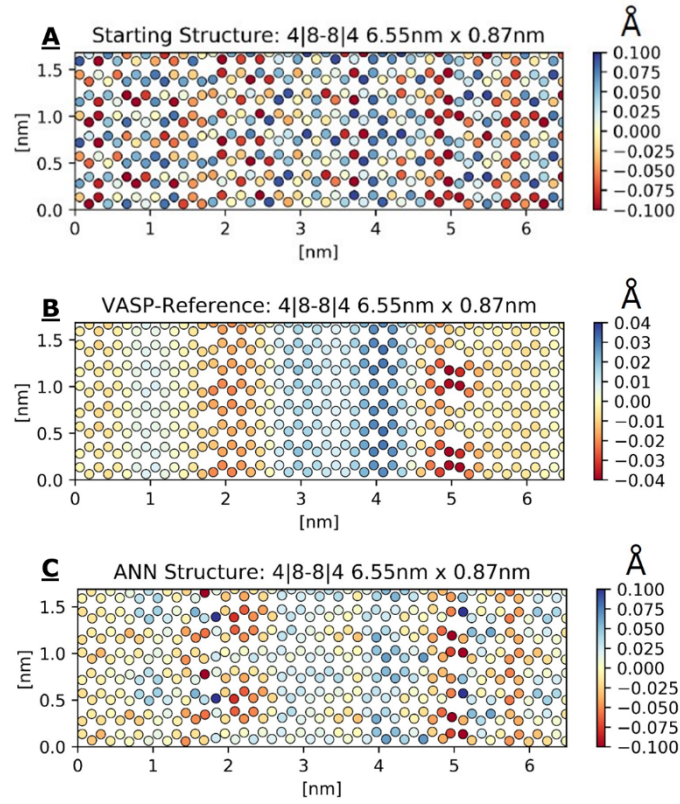 A
Starting Structure: 4|8-8|4 6.55nm x 0.87nm
Å
1.5
1.0
0.5
0.0
[nm]
0 1 2 3 4 5 6
[nm]
0.100
0.075
0.050
0.025
0.000
−0.025
−0.050
−0.075
−0.100
B
VASP-Reference: 4|8-8|4 6.55nm x 0.87nm
Å
1.5
1.0
0.5
0.0
[nm]
0 1 2 3 4 5 6
[nm]
0.04
0.03
0.02
0.01
0.00
−0.01
−0.02
−0.03
−0.04
C
ANN Structure: 4|8-8|4 6.55nm x 0.87nm
Å
1.5
1.0
0.5
0.0
[nm]
0 1 2 3 4 5 6
[nm]
0.100
0.075
0.050
0.025
0.000
−0.025
−0.050
−0.075
−0.100